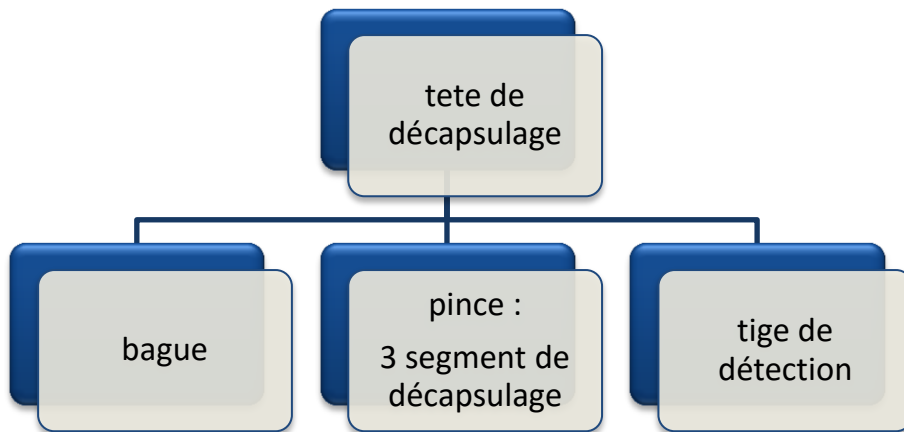 tete de
décapsulage
bague
pince :
3 segment de
décapsulage
tige de
détection